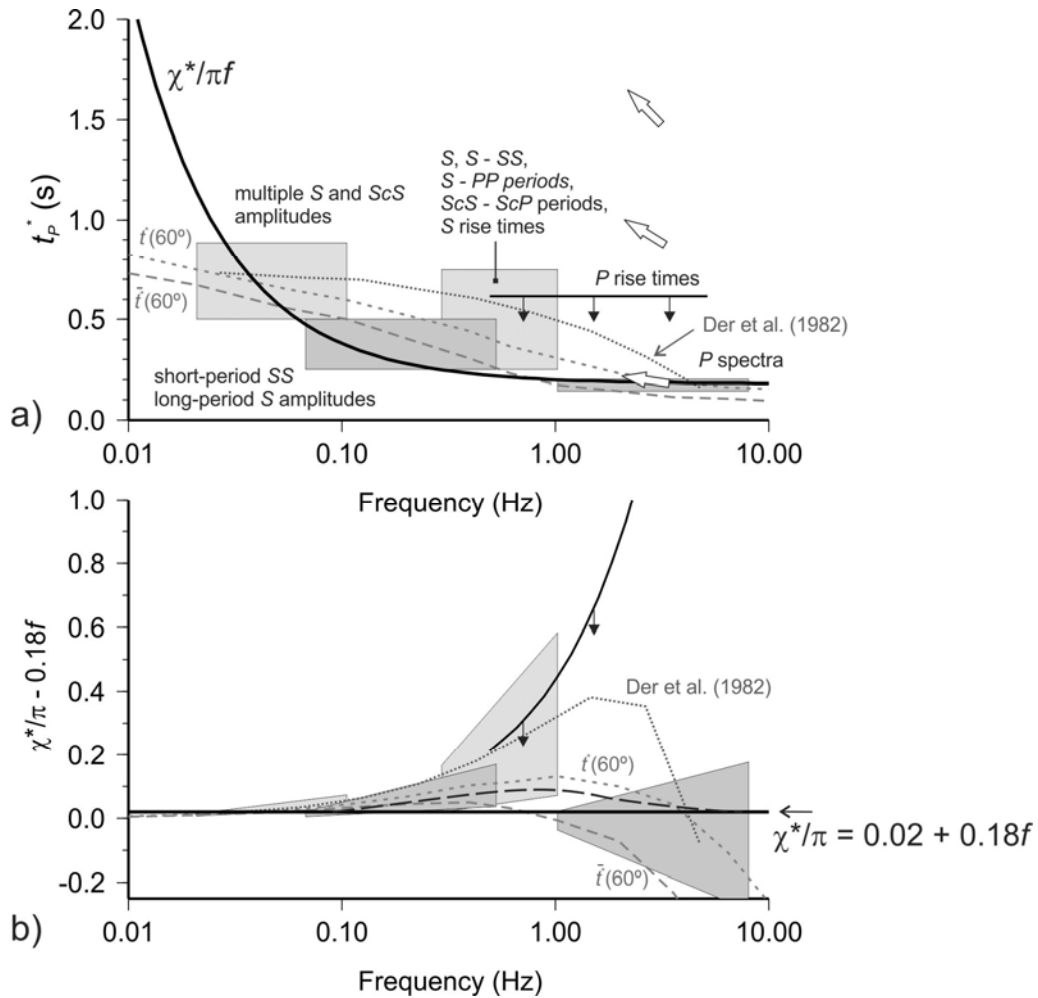 2.0
1.5
1.0
0.5
0.0
t_P* (s)
χ*/πf
multiple S and ScS
amplitudes
S, S - SS,
S - PP periods,
ScS - ScP periods,
S rise times
P rise times
Der et al. (1982)
P spectra
ṫ(60º)
t̄(60º)
short-period SS
long-period S amplitudes
a)
0.01 0.10 1.00 10.00
Frequency (Hz)
1.0
0.8
0.6
0.4
0.2
0.0
-0.2
χ*/π - 0.18f
Der et al. (1982)
ṫ(60º)
χ*/π = 0.02 + 0.18f
t̄(60º)
b)
0.01 0.10 1.00 10.00
Frequency (Hz)